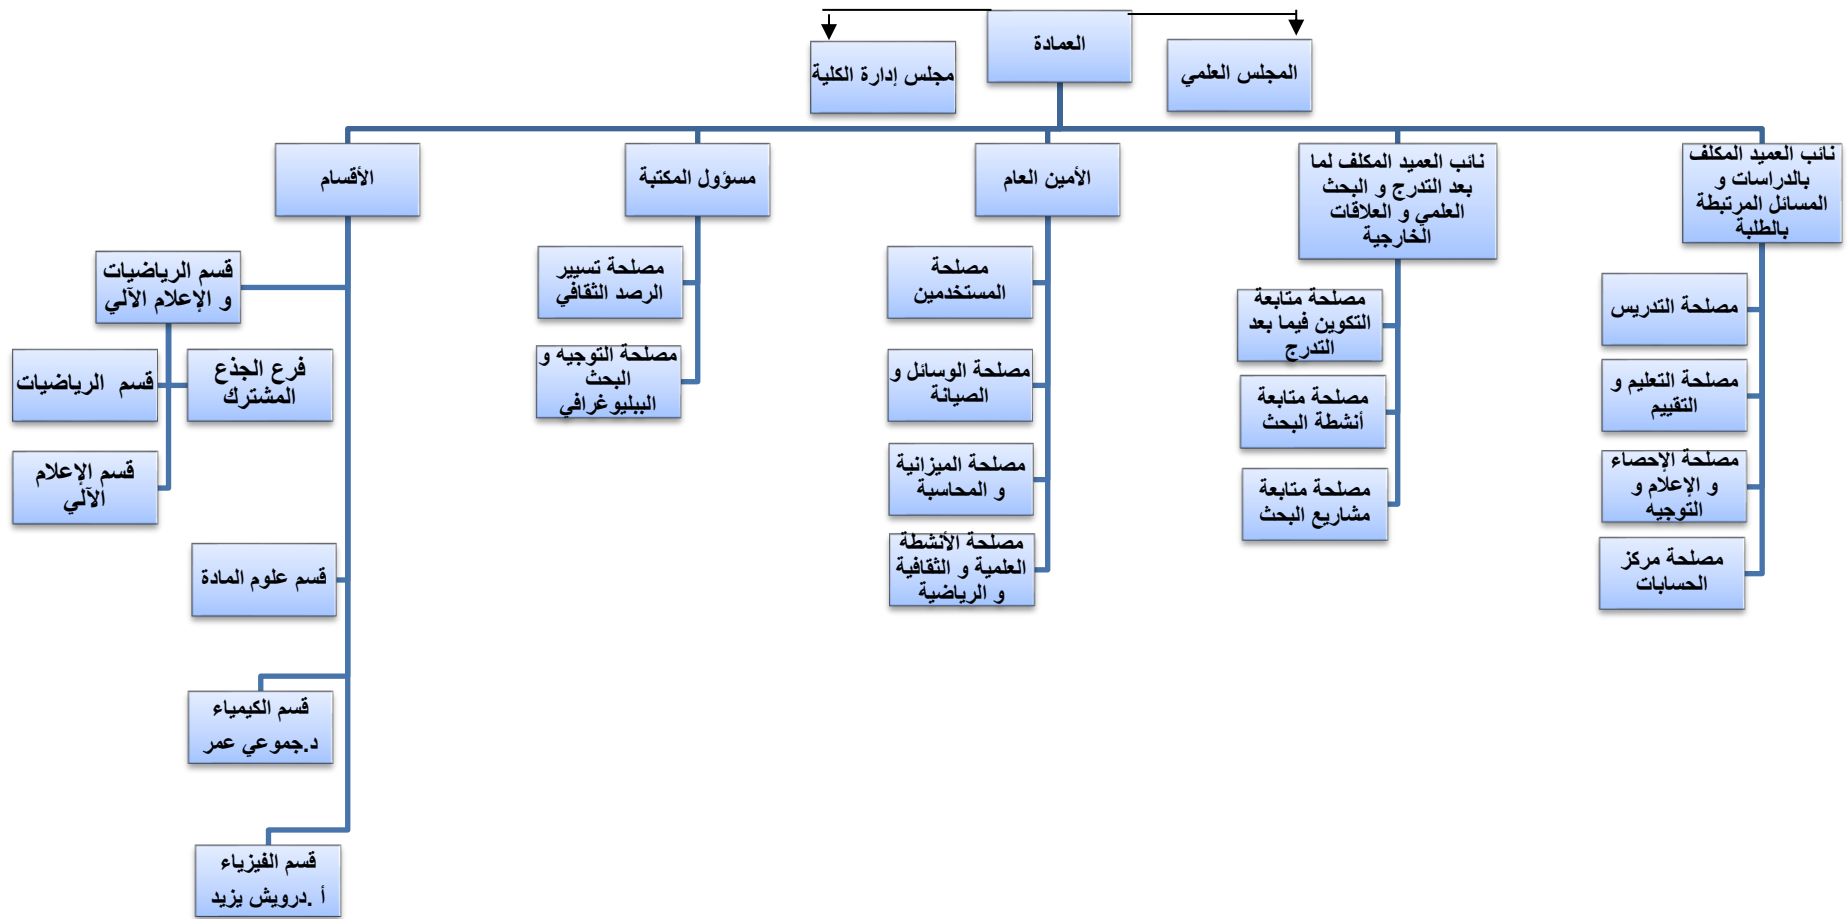 العمادة
المجلس العلمي
مجلس إدارة الكلية
نائب العميد المكلف
بالدراسات و
المسائل المرتبطة
بالطلبة
نائب العميد المكلف لما
بعد التدرج و البحث
العلمي و العلاقات
الخارجية
الأمين العام
مسؤول المكتبة
الأقسام
مصلحة التدريس
مصلحة التعليم و
التقييم
مصلحة الإحصاء
و الإعلام و
التوجيه
مصلحة مركز
الحسابات
مصلحة متابعة
التكوين فيما بعد
التدرج
مصلحة متابعة
أنشطة البحث
مصلحة متابعة
مشاريع البحث
مصلحة
المستخدمين
مصلحة الوسائل و
الصيانة
مصلحة الميزانية
و المحاسبة
مصلحة الأنشطة
العلمية و الثقافية
و الرياضية
مصلحة تسيير
الرصد الثقافي
مصلحة التوجيه و
البحث
الببليوغرافي
قسم الرياضيات
و الإعلام الآلي
فرع الجذع
المشترك
قسم الرياضيات
قسم الإعلام
الآلي
قسم علوم المادة
قسم الكيمياء
د.جموعي عمر
قسم الفيزياء
أ .درويش يزيد